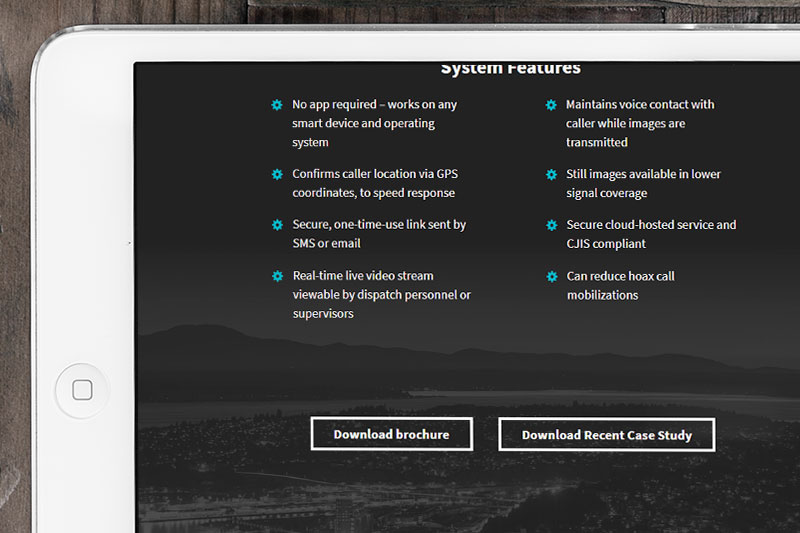 System Features
No app required – works on any
smart device and operating
system
Confirms caller location via GPS
coordinates, to speed response
Secure, one-time-use link sent by
SMS or email
Real-time live video stream
viewable by dispatch personnel or
supervisors
Maintains voice contact with
caller while images are
transmitted
Still images available in lower
signal coverage
Secure cloud-hosted service and
CJIS compliant
Can reduce hoax call
mobilizations
Download brochure
Download Recent Case Study